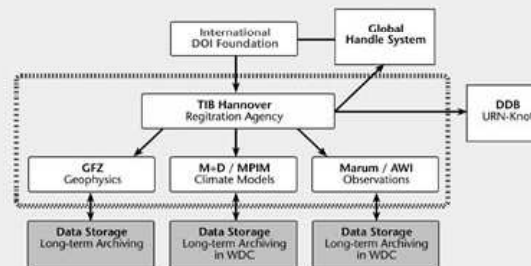 International
DOI Foundation
Global
Handle System
TIB Hannover
Regitration Agency
DDB
URN-Knot
GFZ
Geophysics
M+D / MPIM
Climate Models
Marum / AWI
Observations
Data Storage
Long-term Archiving
Data Storage
Long-term Archiving
in WDC
Data Storage
Long-term Archiving
in WDC